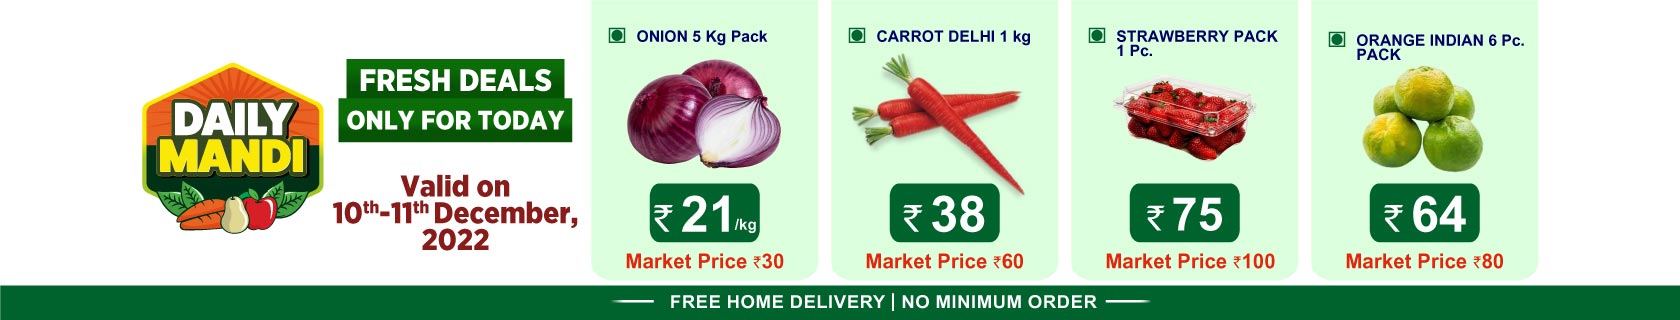 DAILY
MANDI
FRESH DEALS
ONLY FOR TODAY
Valid on
10th-11th December,
2022
ONION 5 Kg Pack
₹ 21/kg
Market Price ₹30
CARROT DELHI 1 kg
₹ 38
Market Price ₹60
STRAWBERRY PACK
1 Pc.
₹ 75
Market Price ₹100
ORANGE INDIAN 6 Pc.
PACK
₹ 64
Market Price ₹80
FREE HOME DELIVERY | NO MINIMUM ORDER